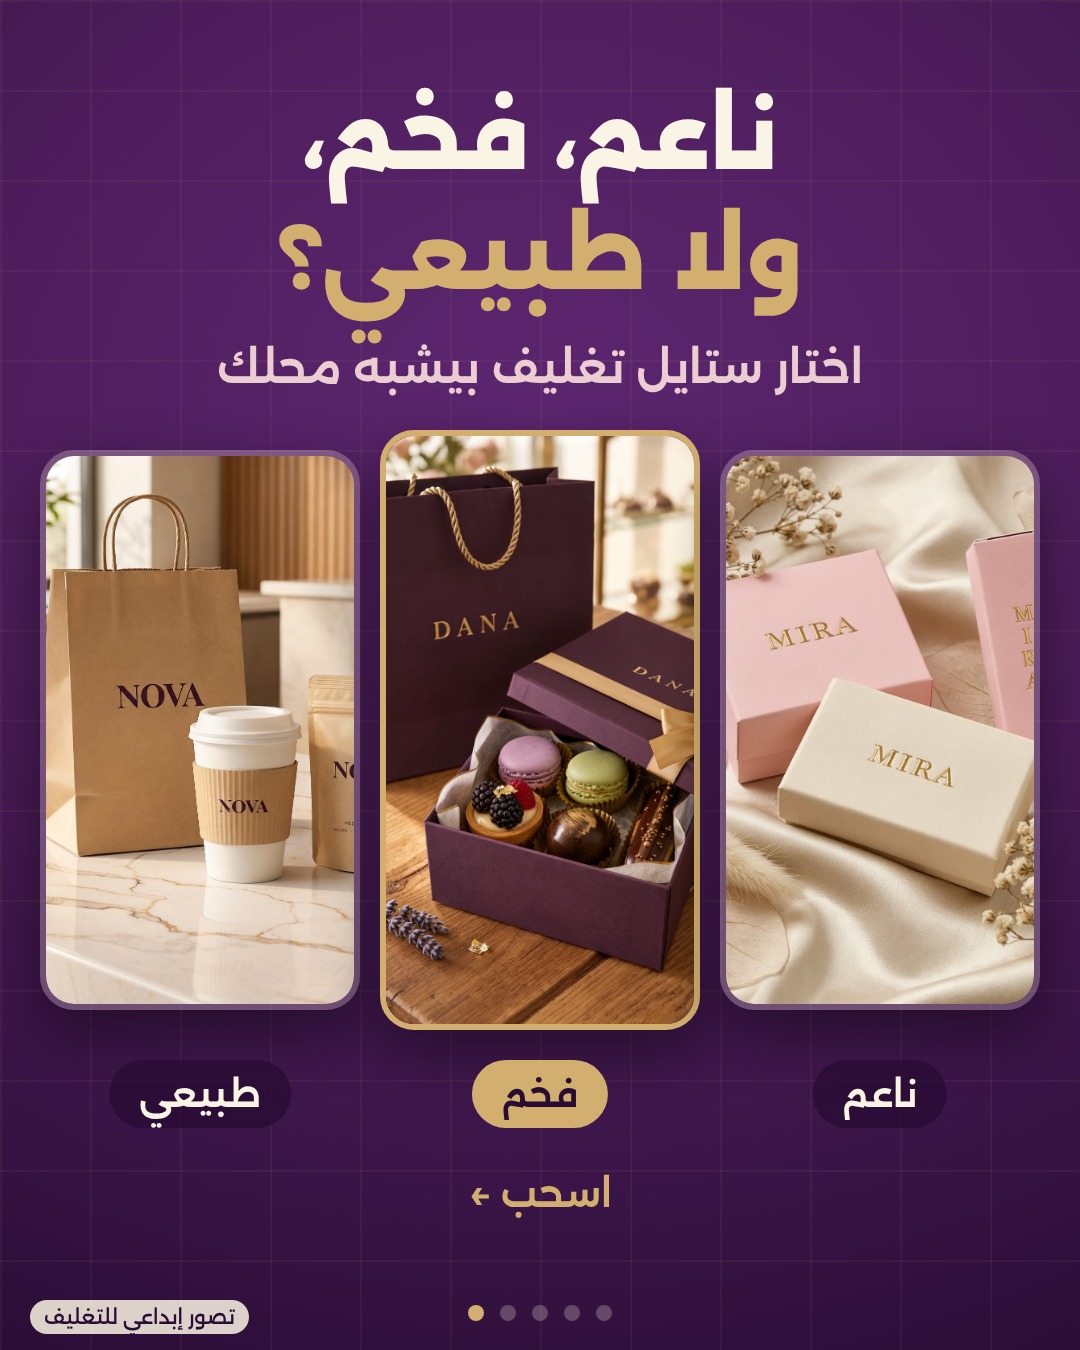 ناعم، فخم،
ولا طبيعي؟
اختار ستايل تغليف بيشبه محلك
MIRA
MIRA
MIRA
DANA
DANA
NOVA
NOVA
ناعم
فخم
طبيعي
اسحب ←
تصور إبداعي للتغليف